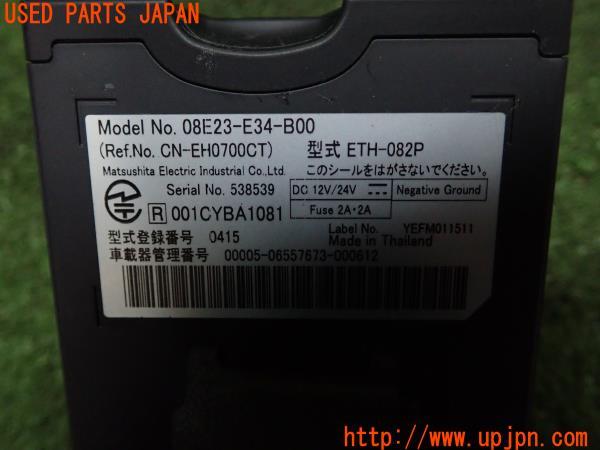 USED PARTS JAPAN
Model No. 08E23-E34-B00
(Ref.No. CN-EH0700CT) 型式 ETH-082P
Matsushita Electric Industrial Co.,Ltd. このシールをはがさないでください。
Serial No. 538539 DC 12V/24V Negative Ground
R 001CYBA1081 Fuse 2A・2A
Label No. YEFM011511
型式登録番号 0415 Made in Thailand
車載器管理番号 00005-06557673-000612
UPJ
http://www.upjpn.com